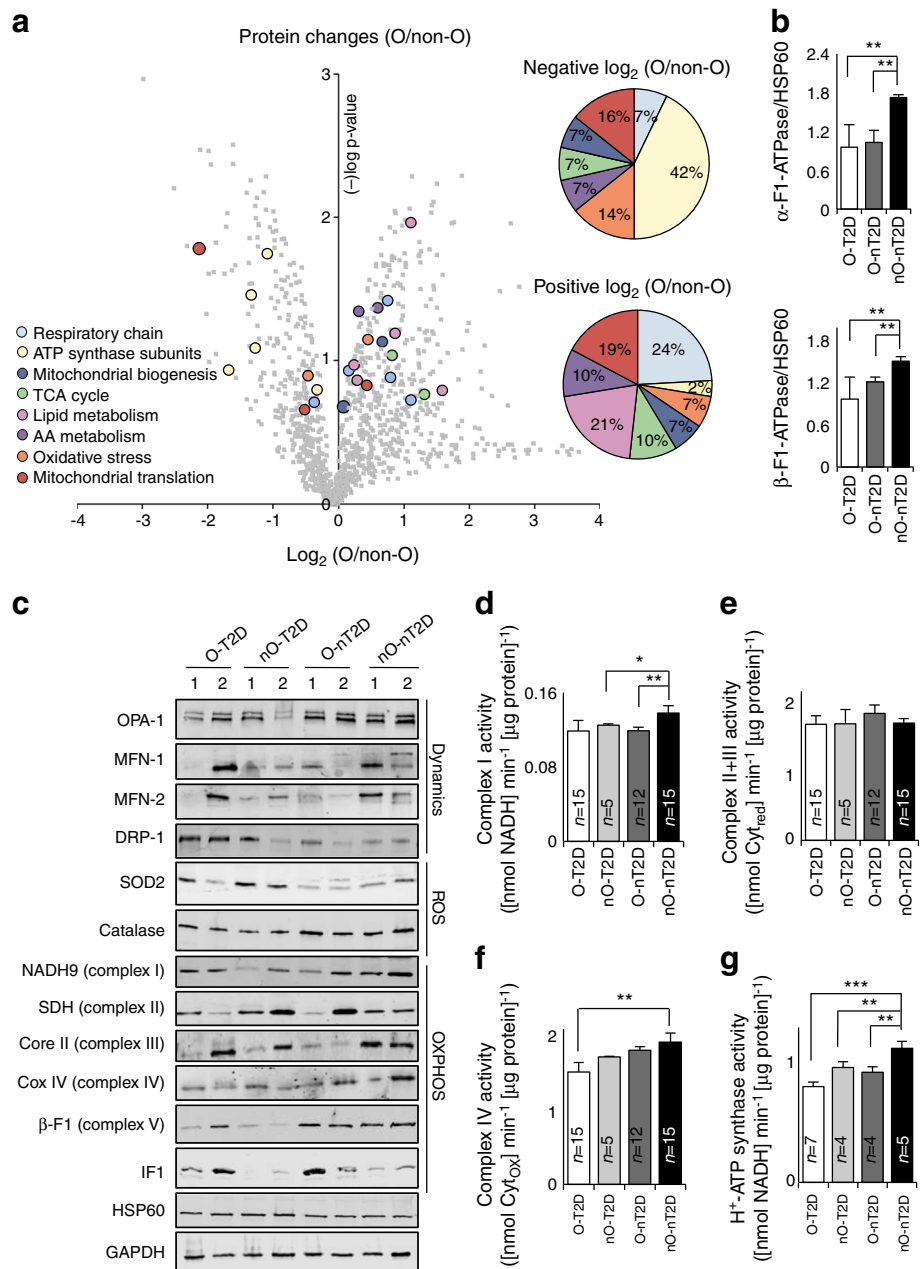 a
Protein changes (O/non-O)
3
2
1
0
(−)log p-value
-4 -3 -2 -1 0 1 2 3 4
Log2 (O/non-O)
Respiratory chain
ATP synthase subunits
Mitochondrial biogenesis
TCA cycle
Lipid metabolism
AA metabolism
Oxidative stress
Mitochondrial translation
Negative log2 (O/non-O)
7%
42%
14%
7%
7%
7%
16%
Positive log2 (O/non-O)
24%
2%
7%
7%
10%
21%
10%
19%
b
α-F1-ATPase/HSP60
2.4
1.8
1.2
0.6
0
**
**
O-T2D
O-nT2D
nO-T2D
β-F1-ATPase/HSP60
1.8
1.2
0.6
0
**
**
O-T2D
O-nT2D
nO-T2D
c
O-T2D nO-T2D O-nT2D nO-nT2D
1 2 1 2 1 2 1 2
OPA-1
MFN-1
MFN-2
DRP-1
SOD2
Catalase
NADH9 (complex I)
SDH (complex II)
Core II (complex III)
Cox IV (complex IV)
β-F1 (complex V)
IF1
HSP60
GAPDH
Dynamics
ROS
OXPHOS
d
Complex I activity
([nmol NADH] min-1 [µg protein]-1)
0.16
0.08
0
*
**
n=15
n=5
n=12
n=15
O-T2D
nO-T2D
O-nT2D
nO-nT2D
e
Complex II+III activity
([nmol Cytred] min-1 [µg protein]-1)
2
1
0
n=15
n=5
n=12
n=15
O-T2D
nO-T2D
O-nT2D
nO-nT2D
f
Complex IV activity
([nmol CytOX] min-1 [µg protein]-1)
2
1
0
**
n=15
n=5
n=12
n=15
O-T2D
nO-T2D
O-nT2D
nO-nT2D
g
H+-ATP synthase activity
([nmol NADH] min-1 [µg protein]-1)
1
0
***
**
**
n=7
n=4
n=4
n=5
O-T2D
nO-T2D
O-nT2D
nO-nT2D